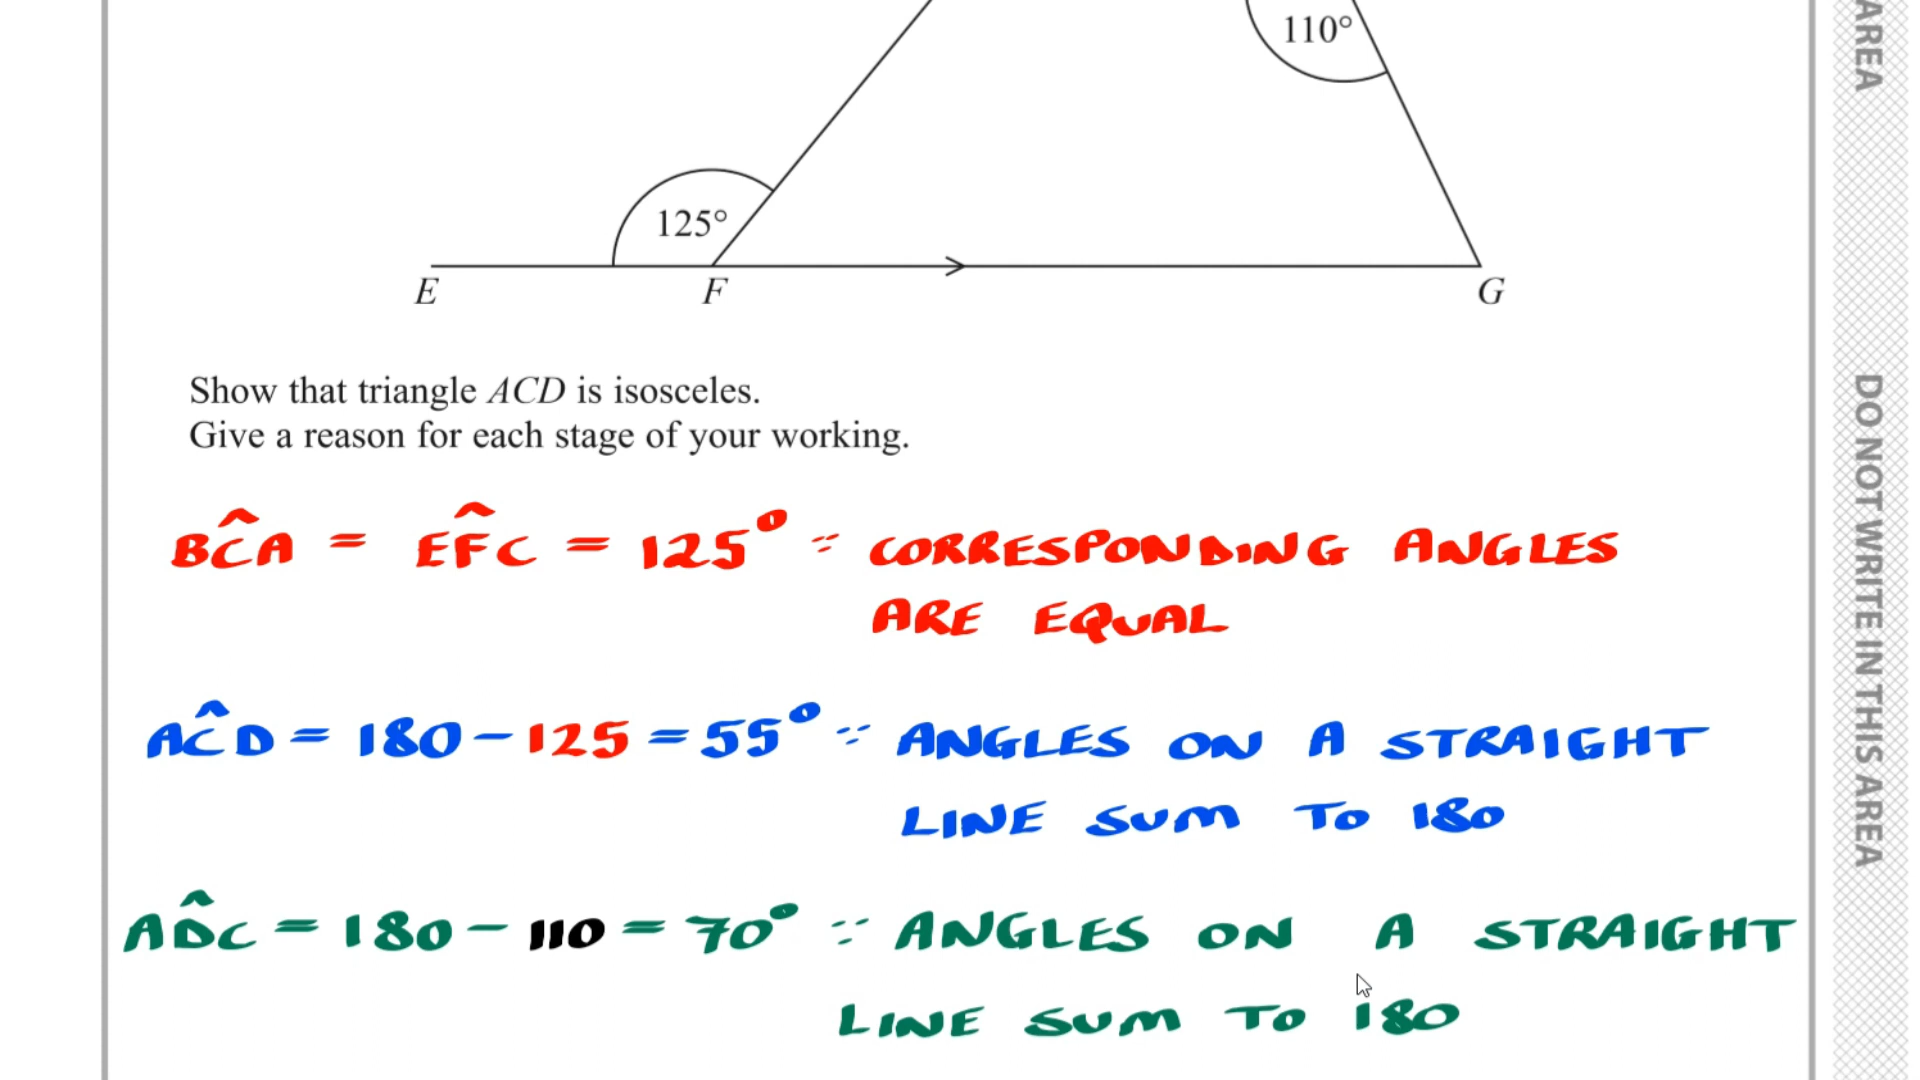 110°
125°
E F G
Show that triangle ACD is isosceles.
Give a reason for each stage of your working.
BĈA = EF̂C = 125° ∵ CORRESPONDING ANGLES
ARE EQUAL
AĈD = 180 - 125 = 55° ∵ ANGLES ON A STRAIGHT
LINE SUM TO 180
AD̂C = 180 - 110 = 70° ∵ ANGLES ON A STRAIGHT
LINE SUM TO 180
AREA
DO NOT WRITE IN THIS AREA